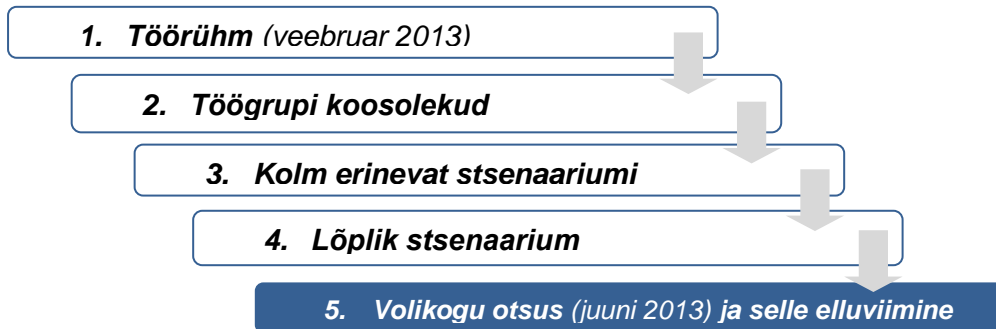 1. Töörühm (veebruar 2013)
2. Töögrupi koosolekud
3. Kolm erinevat stsenaariumi
4. Lõplik stsenaarium
5. Volikogu otsus (juuni 2013) ja selle elluviimine